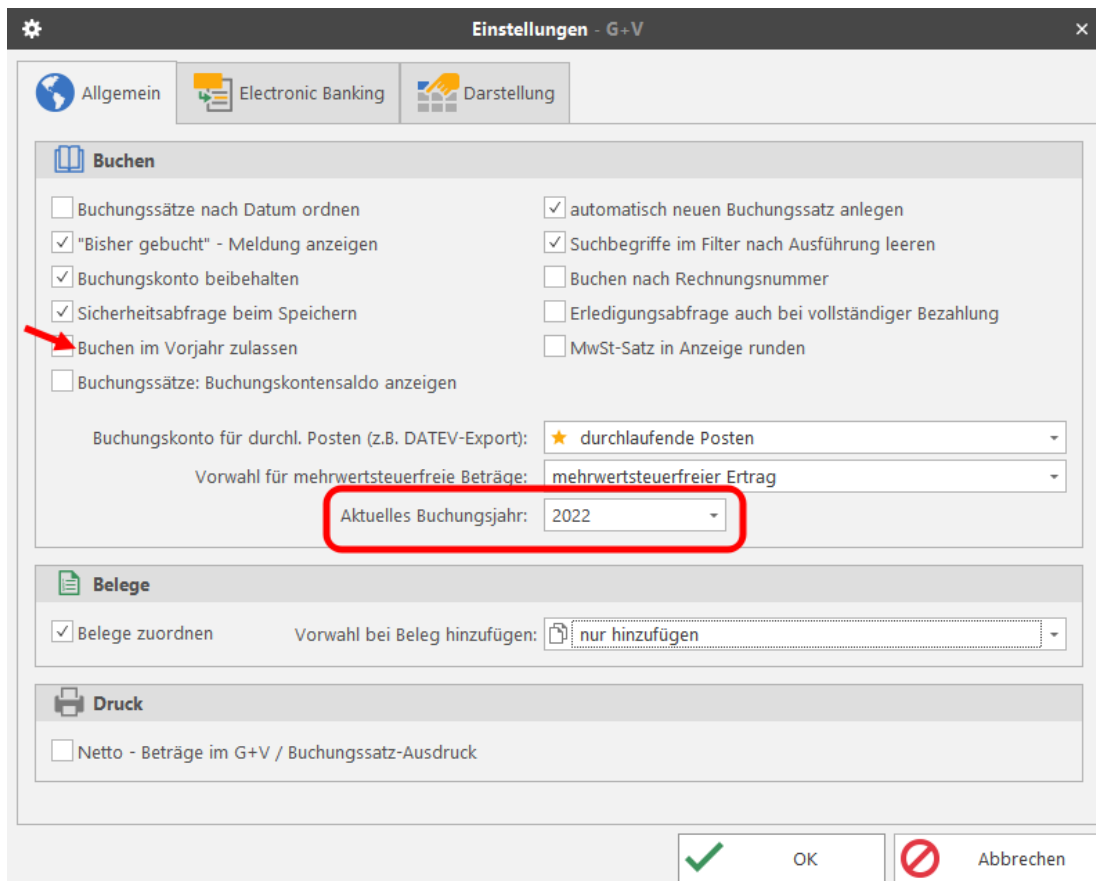 Einstellungen - G+V
Allgemein
Electronic Banking
Darstellung
Buchen
Buchungssätze nach Datum ordnen
automatisch neuen Buchungssatz anlegen
"Bisher gebucht" - Meldung anzeigen
Suchbegriffe im Filter nach Ausführung leeren
Buchungskonto beibehalten
Buchen nach Rechnungsnummer
Sicherheitsabfrage beim Speichern
Erledigungsabfrage auch bei vollständiger Bezahlung
Buchen im Vorjahr zulassen
MwSt-Satz in Anzeige runden
Buchungssätze: Buchungskontensaldo anzeigen
Buchungskonto für durchl. Posten (z.B. DATEV-Export): durchlaufende Posten
Vorwahl für mehrwertsteuerfreie Beträge: mehrwertsteuerfreier Ertrag
Aktuelles Buchungsjahr: 2022
Belege
Belege zuordnen
Vorwahl bei Beleg hinzufügen: nur hinzufügen
Druck
Netto - Beträge im G+V / Buchungssatz-Ausdruck
OK
Abbrechen